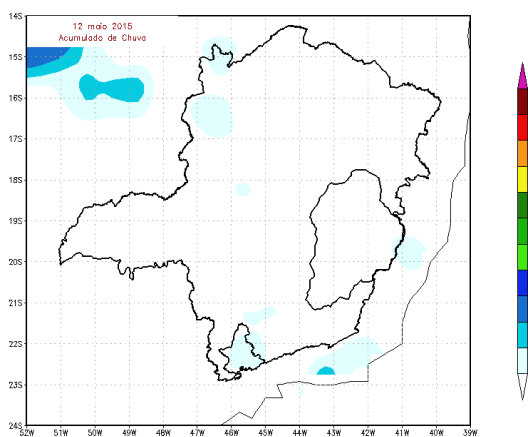 12 maio 2015
Acumulado de Chuva
14S
15S
16S
17S
18S
19S
20S
21S
22S
23S
24S
52W 51W 50W 49W 48W 47W 46W 45W 44W 43W 42W 41W 40W 39W